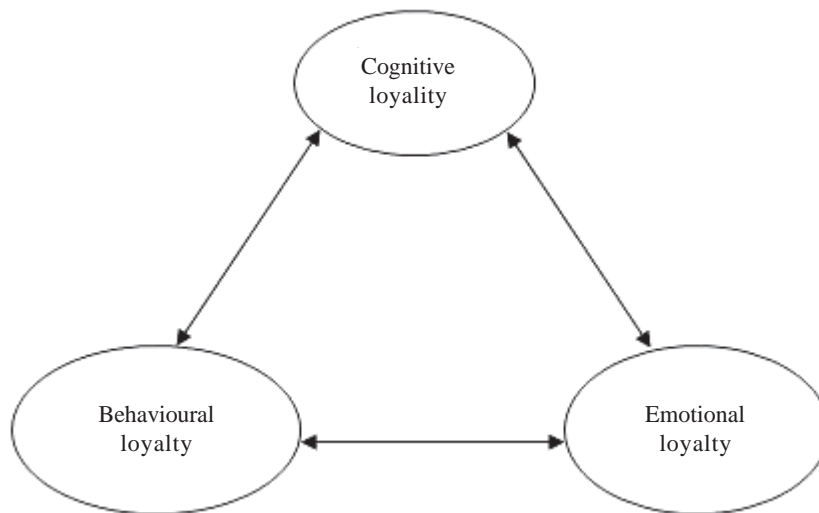 Cognitive
loyality
Behavioural
loyalty
Emotional
loyalty